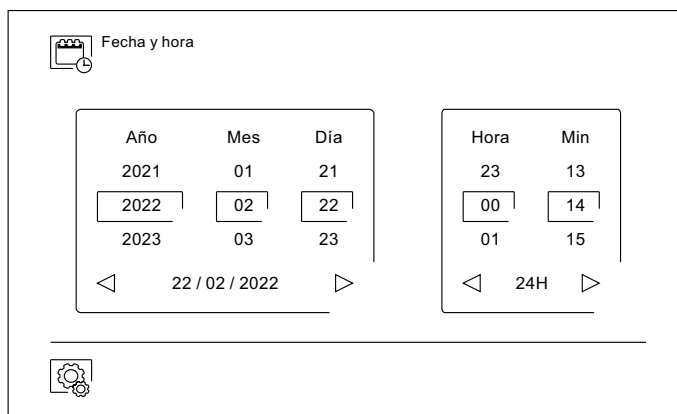 Fecha y hora
Año Mes Día
2021 01 21
2022 02 22
2023 03 23
22 / 02 / 2022
Hora Min
23 13
00 14
01 15
24H